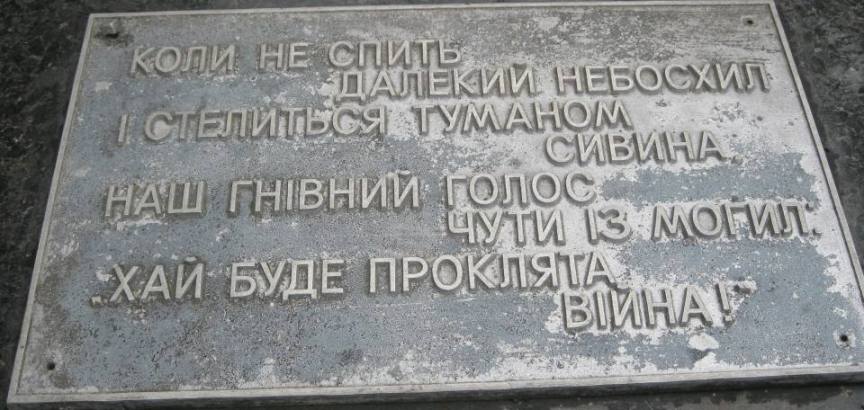 КОЛИ НЕ СПИТЬ
ДАЛЕКИЙ НЕБОСХИЛ
І СТЕЛИТЬСЯ ТУМАНОМ
СИВИНА,
НАШ ГНІВНИЙ ГОЛОС
ЧУТИ ІЗ МОГИЛ:
„ХАЙ БУДЕ ПРОКЛЯТА
ВІЙНА!"